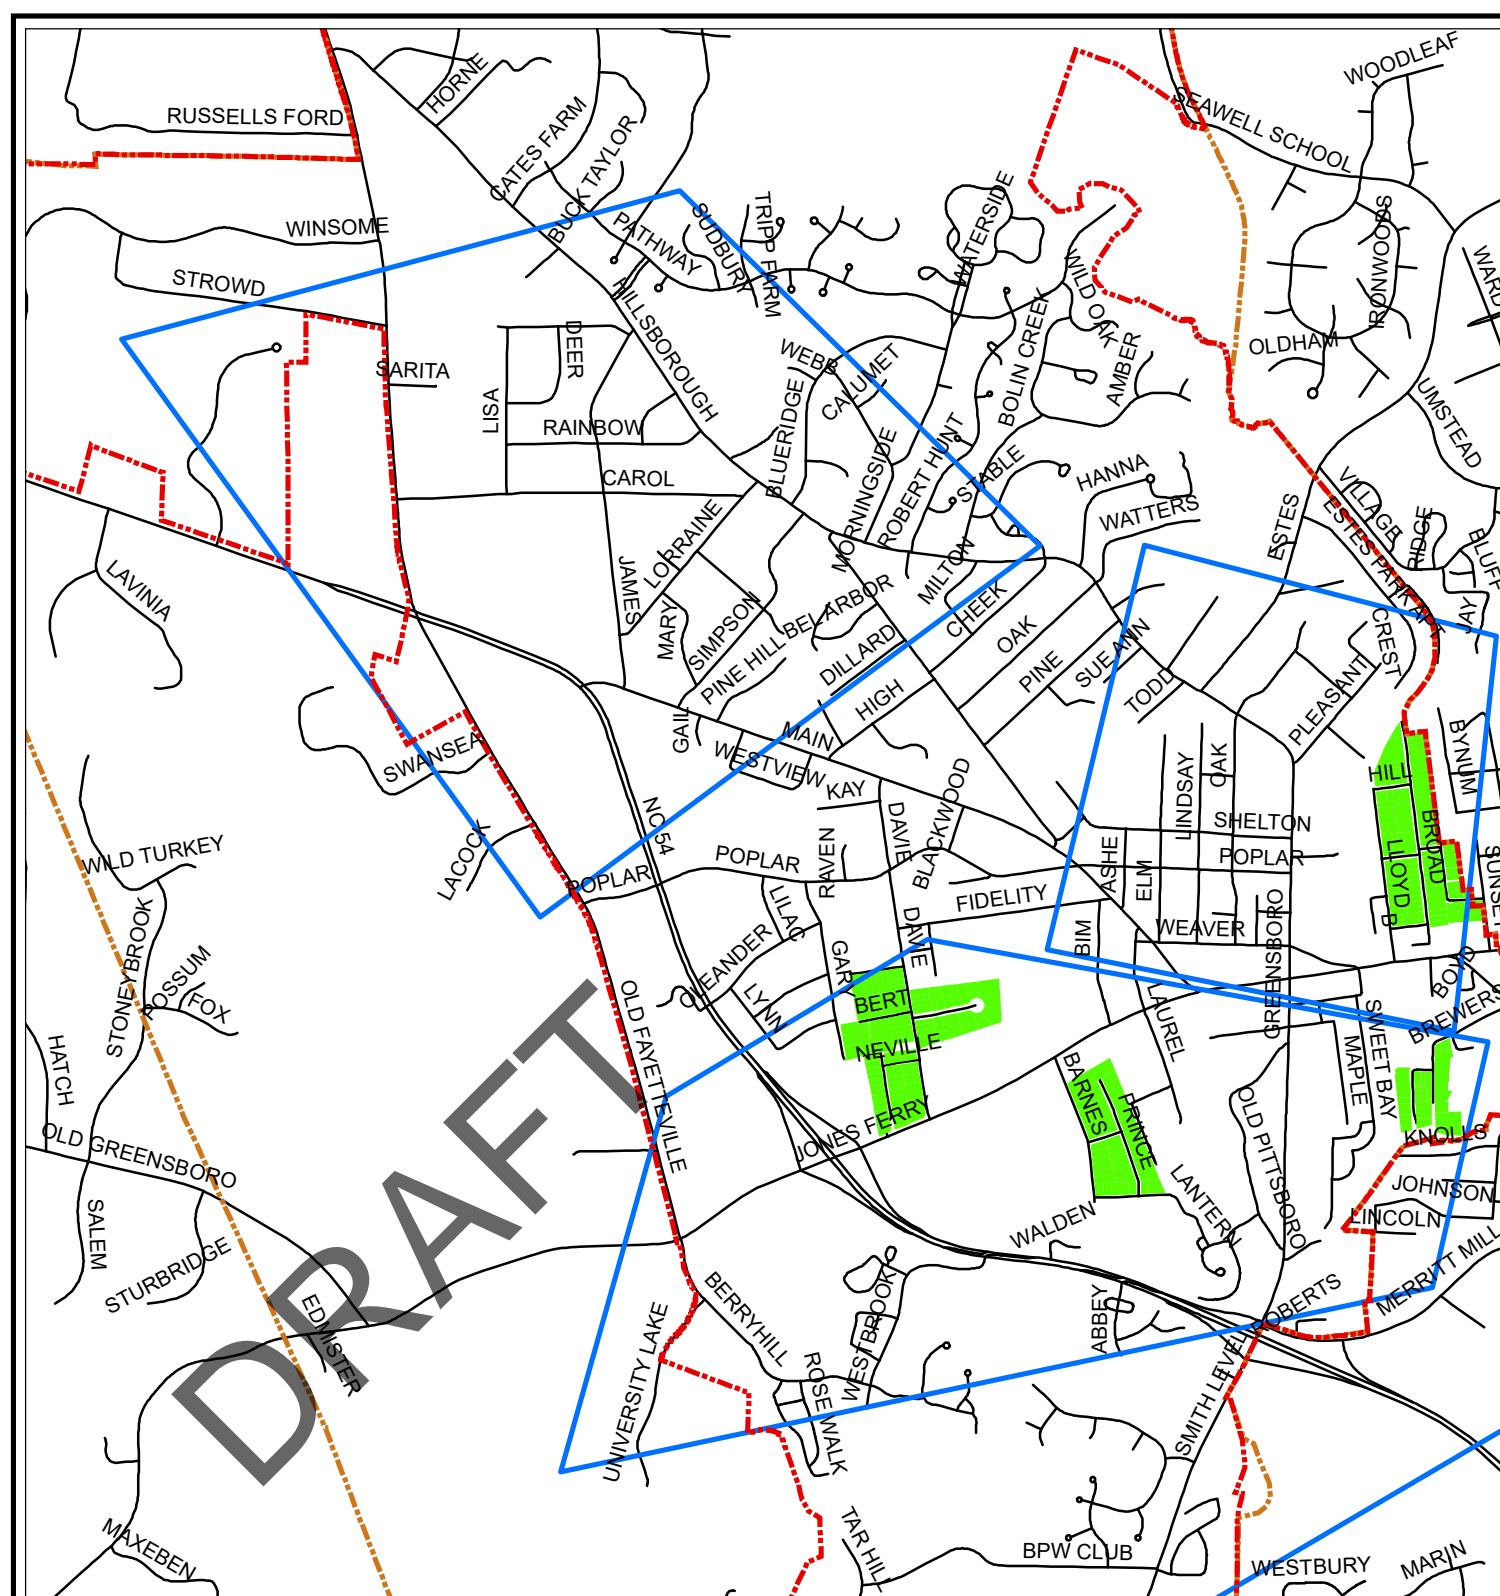 WOODLEAF
HORNE
RUSSELLS FORD
CATES FARM
BUCK TAYLOR
SEAWELL SCHOOL
WINSOME
PATHWAY
SUDBURY
TRIPP FARM
WATERSIDE
WILD OAK
IRONWOODS
WARD
STROWD
HILLSBOROUGH
DEER
SARITA
LISA
RAINBOW
CAROL
WEBB
CALUMET
BLUERIDGE
MORNINGSIDE
ROBERT HUNT
BOLIN CREEK
STABLE
AMBER
OLDHAM
UMSTEAD
HANNA
WATTERS
ESTES
VILLAGE
ESTES PARK APT
RIDGE
BLUFF
JAY
LAVINIA
JAMES
LORRAINE
MARY
SIMPSON
PINE HILL
BEL ARBOR
DILLARD
MILTON
CHEEK
OAK
PINE
SUE ANN
TODD
CREST
PLEASANT
GAIL
WESTVIEW
MAIN
HIGH
SWANSEA
LACOCK
NC 54
KAY
DAVIE
BLACKWOOD
LINDSAY
OAK
HILL
BYNUM
SHELTON
POPLAR
POPLAR
POPLAR
RAVEN
LILAC
FIDELITY
ASHE
ELM
BROAD
LLOYD
B
SUNSET
WILD TURKEY
STONEYBROOK
POSSUM
FOX
OLEANDER
LYNN
DAVIE
GARY
BERT
NEVILLE
BIM
WEAVER
GREENSBORO
LAUREL
BOYD
BREWERS
SWEET BAY
MAPLE
HATCH
OLD FAYETTEVILLE
JONES FERRY
BARNES
PRINCE
OLD PITTSBORO
KNOLLS
JOHNSON
LINCOLN
MERRITT MILL
OLD GREENSBORO
SALEM
STURBRIDGE
EDMISTER
DRAFT
WALDEN
LANTERN
ABBEY
ROBERTS
BERRYHILL
UNIVERSITY LAKE
WESTBROOK
ROSE WALK
SMITH LEVEL
MAXEBEN
TAR HILL
BPW CLUB
WESTBURY
MARIN